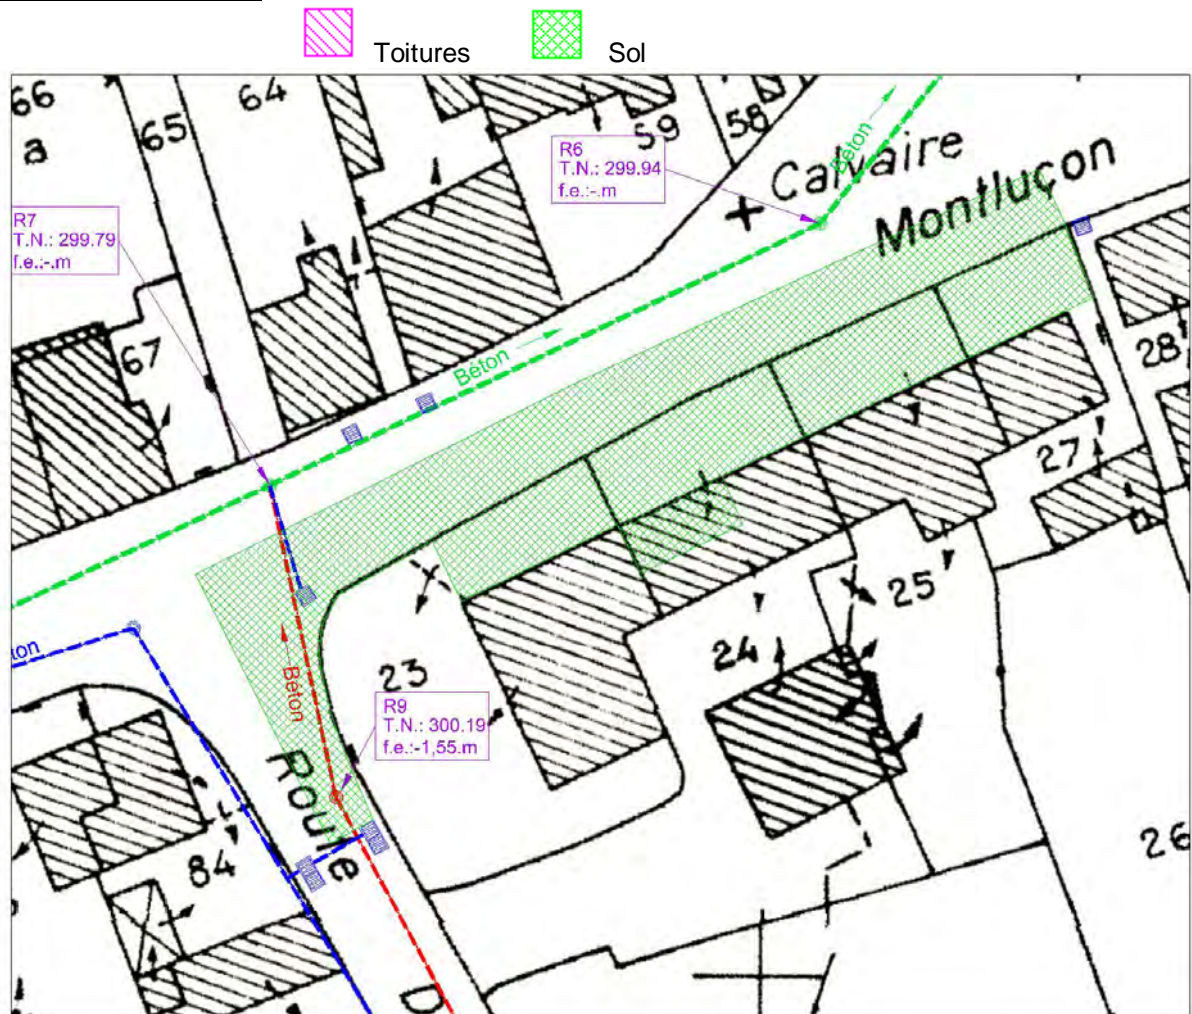 Toitures
Sol
66
a
65
64
59
58
R6
T.N.: 299.94
f.e.:-.m
Béton
Calvaire
Montluçon
R7
T.N.: 299.79
f.e.:-.m
67
Béton
28
27
25
24
23
ton
Béton
R9
T.N.: 300.19
f.e.:-1,55.m
Route
84
26
D